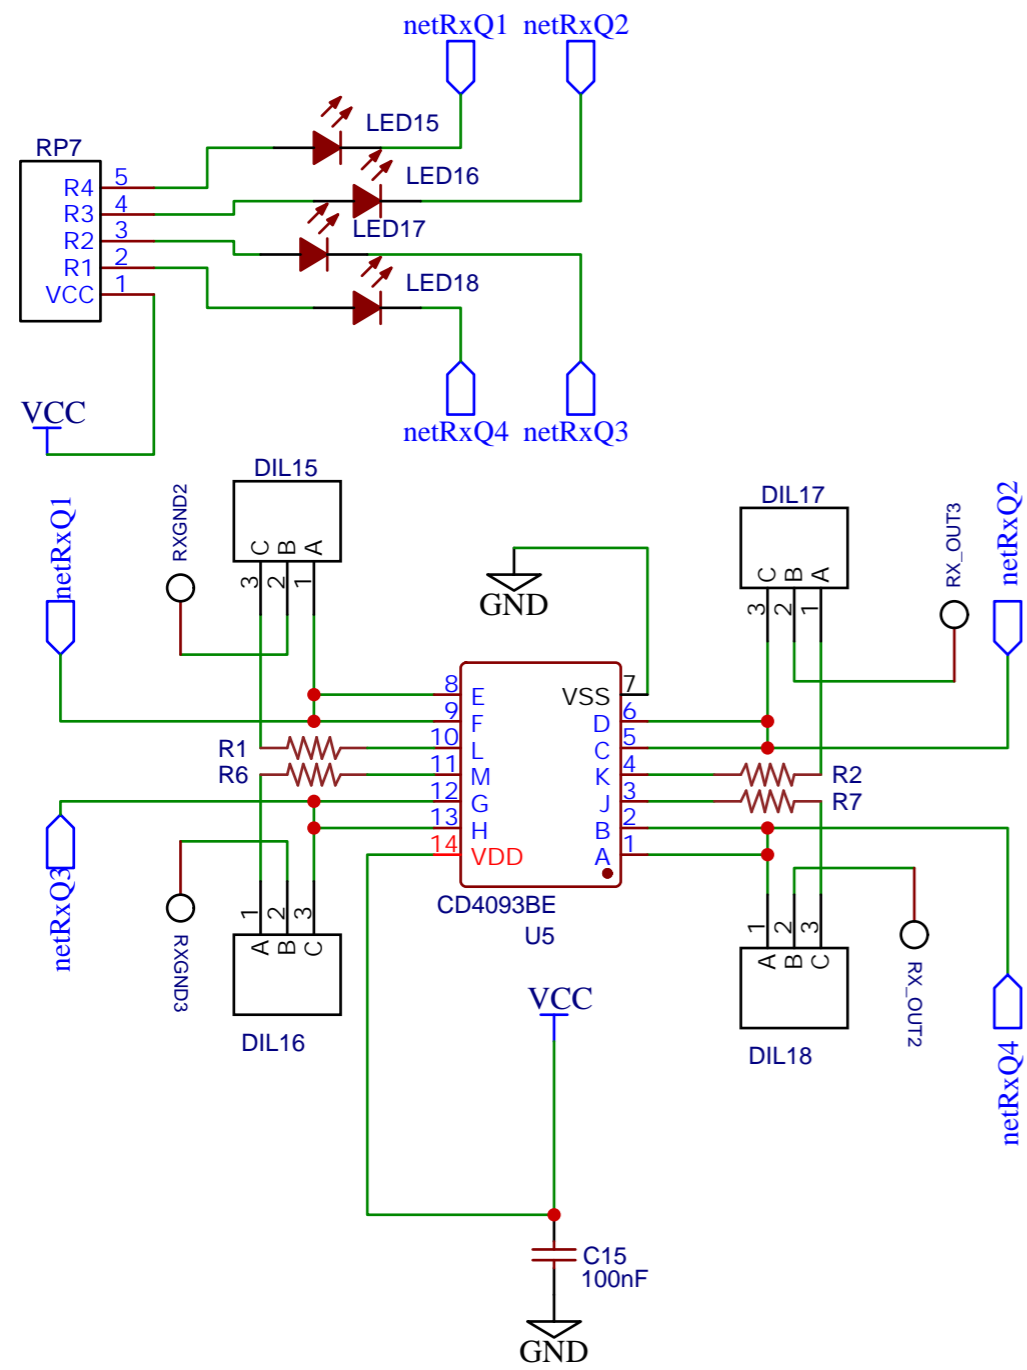 netRxQ1 netRxQ2
LED15
RP7
LED16
R4 5
R3 4
LED17
R2 3
R1 2
LED18
VCC 1
VCC
netRxQ4 netRxQ3
DIL15
C B A
3 2 1
RXGND2
netRxQ1
GND
DIL17
C B A
3 2 1
RX_OUT3
netRxQ2
8 E
9 F
10 L
11 M
12 G
13 H
14 VDD
VSS 7
D 6
C 5
K 4
J 3
B 2
A 1
R1
R6
R2
R7
CD4093BE
U5
netRxQ3
RXGND3
1 2 3
A B C
DIL16
1 2 3
A B C
DIL18
RX_OUT2
netRxQ4
VCC
C15
100nF
GND